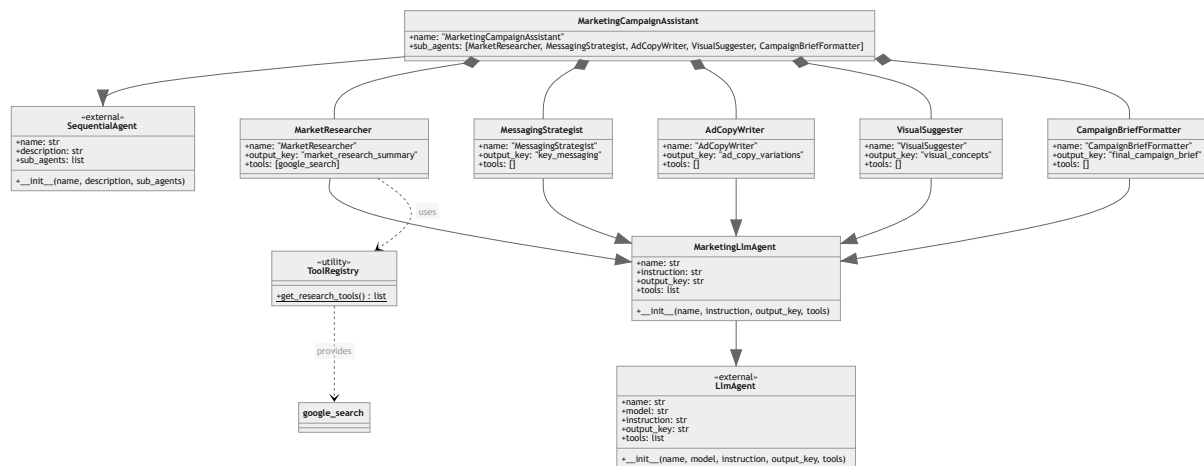 MarketingCampaignAssistant
+name: "MarketingCampaignAssistant"
+sub_agents: [MarketResearcher, MessagingStrategist, AdCopyWriter, VisualSuggester, CampaignBriefFormatter]
«external»
SequentialAgent
+name: str
+description: str
+sub_agents: list
+__init__(name, description, sub_agents)
MarketResearcher
+name: "MarketResearcher"
+output_key: "market_research_summary"
+tools: [google_search]
MessagingStrategist
+name: "MessagingStrategist"
+output_key: "key_messaging"
+tools: []
AdCopyWriter
+name: "AdCopyWriter"
+output_key: "ad_copy_variations"
+tools: []
VisualSuggester
+name: "VisualSuggester"
+output_key: "visual_concepts"
+tools: []
CampaignBriefFormatter
+name: "CampaignBriefFormatter"
+output_key: "final_campaign_brief"
+tools: []
uses
«utility»
ToolRegistry
+get_research_tools() : list
MarketingLlmAgent
+name: str
+instruction: str
+output_key: str
+tools: list
+__init__(name, instruction, output_key, tools)
provides
google_search
«external»
LlmAgent
+name: str
+model: str
+instruction: str
+output_key: str
+tools: list
+__init__(name, model, instruction, output_key, tools)